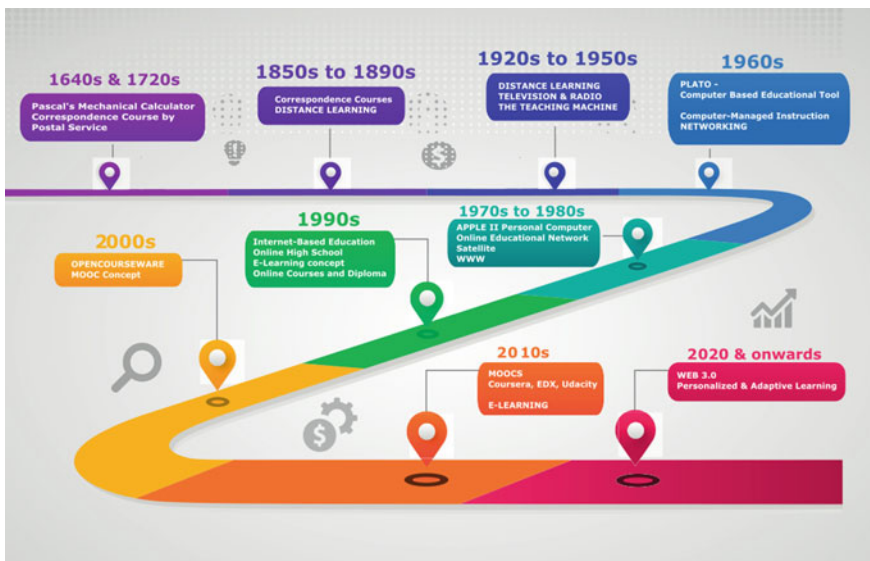 1640s & 1720s
Pascal's Mechanical Calculator
Correspondence Course by
Postal Service
1850s to 1890s
Correspondence Courses
DISTANCE LEARNING
1920s to 1950s
DISTANCE LEARNING
TELEVISION & RADIO
THE TEACHING MACHINE
1960s
PLATO -
Computer Based Educational Tool
Computer-Managed Instruction
NETWORKING
1970s to 1980s
APPLE II Personal Computer
Online Educational Network
Satellite
WWW
1990s
Internet-Based Education
Online High School
E-Learning concept
Online Courses and Diploma
2000s
OPENCOURSEWARE
MOOC Concept
2010s
MOOCS
Coursera, EDX, Udacity
E-LEARNING
2020 & onwards
WEB 3.0
Personalized & Adaptive Learning